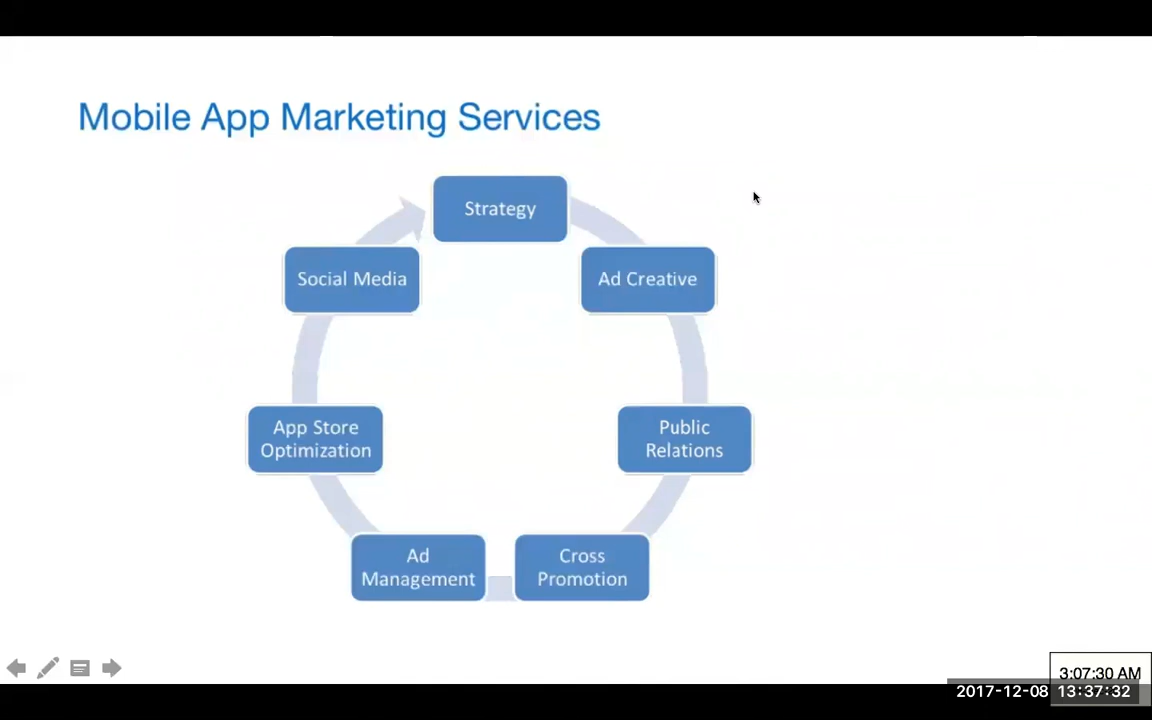 Mobile App Marketing Services
Strategy
Social Media
Ad Creative
App Store
Optimization
Public
Relations
Ad
Management
Cross
Promotion
3:07:30 AM
2017-12-08 13:37:32